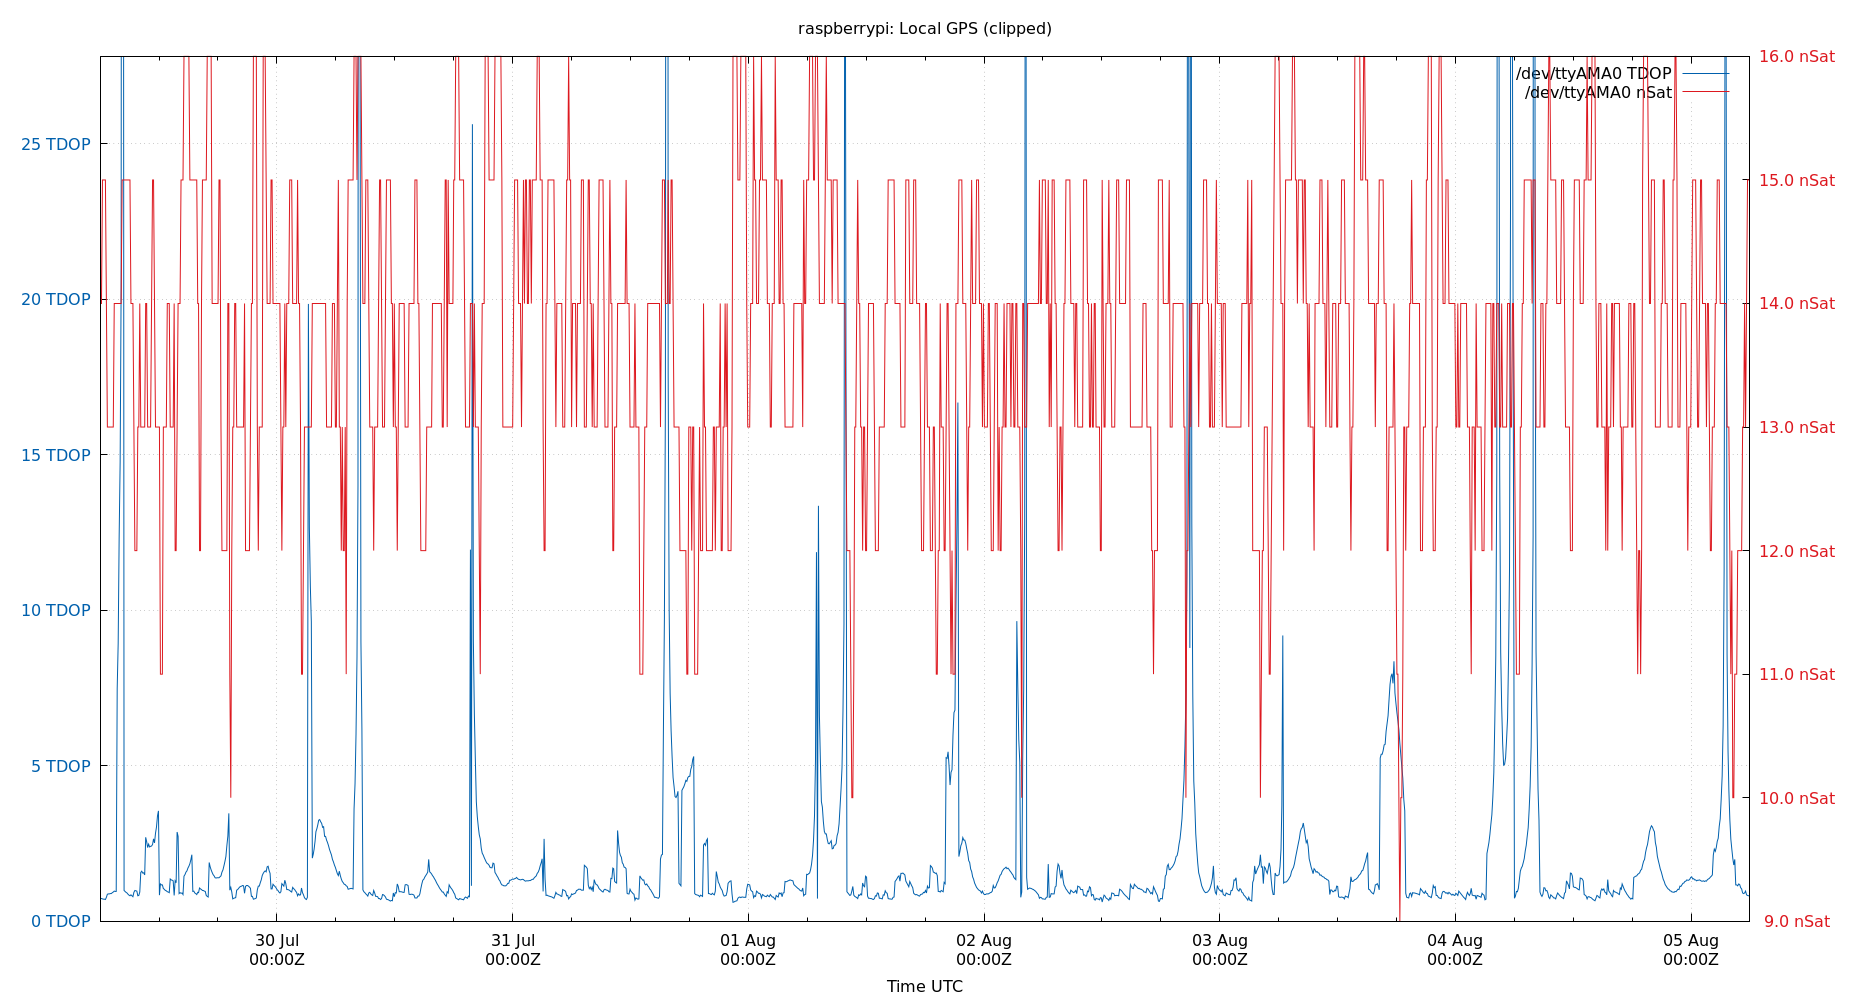 raspberrypi: Local GPS (clipped)
/dev/ttyAMA0 TDOP
/dev/ttyAMA0 nSat
25 TDOP
20 TDOP
15 TDOP
10 TDOP
5 TDOP
0 TDOP
16.0 nSat
15.0 nSat
14.0 nSat
13.0 nSat
12.0 nSat
11.0 nSat
10.0 nSat
9.0 nSat
30 Jul 31 Jul 01 Aug 02 Aug 03 Aug 04 Aug 05 Aug
00:00Z 00:00Z 00:00Z 00:00Z 00:00Z 00:00Z 00:00Z
Time UTC